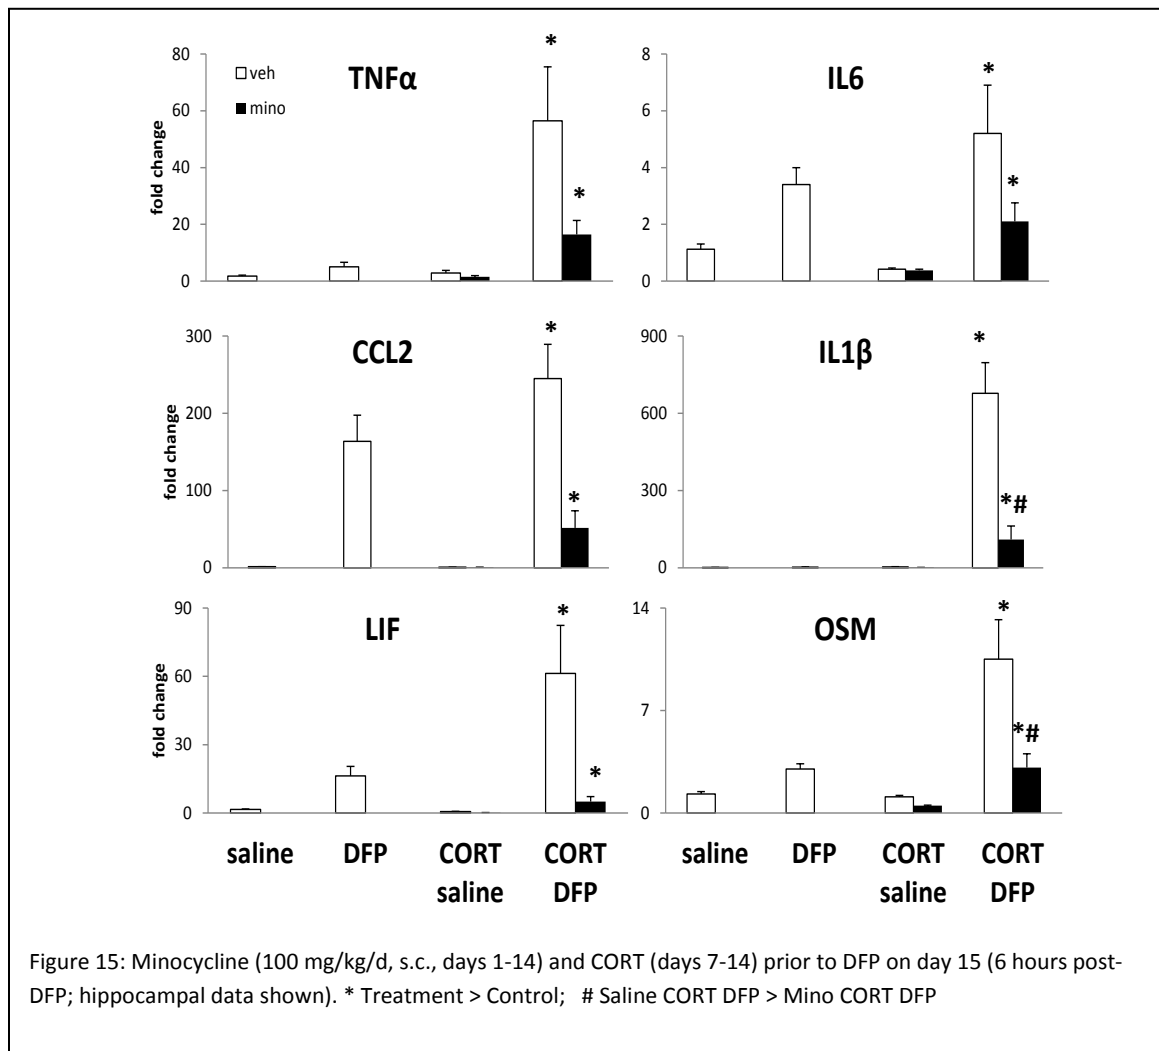 TNFα
80
60
40
20
0
fold change
veh
mino
*
*
IL6
8
6
4
2
0
*
*
CCL2
300
200
100
0
fold change
*
*
IL1β
900
600
300
0
*
*#
LIF
90
60
30
0
fold change
*
*
OSM
14
7
0
*
*#
saline DFP CORT CORT saline DFP CORT CORT
saline DFP saline DFP
Figure 15: Minocycline (100 mg/kg/d, s.c., days 1-14) and CORT (days 7-14) prior to DFP on day 15 (6 hours post-
DFP; hippocampal data shown). * Treatment > Control; # Saline CORT DFP > Mino CORT DFP